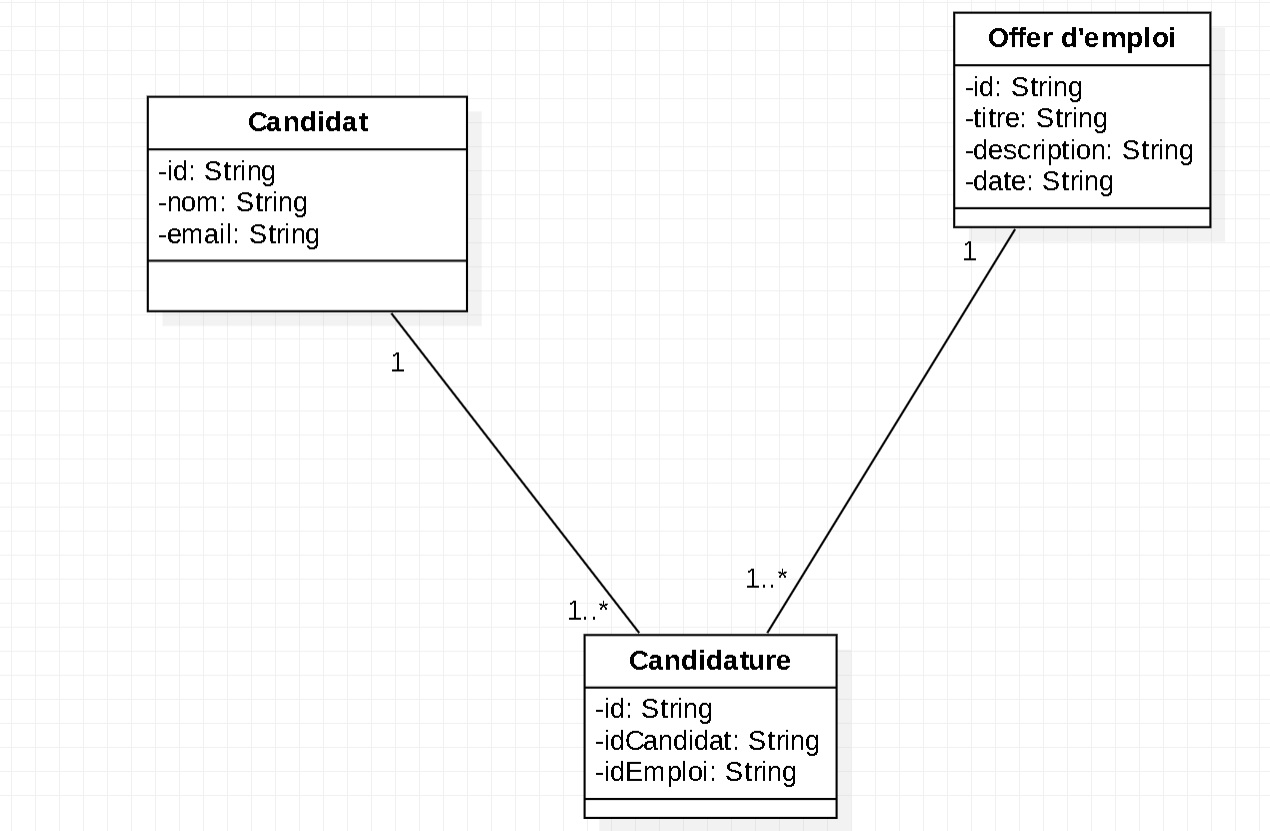 Candidat
-id: String
-nom: String
-email: String
1
1..*
Offer d'emploi
-id: String
-titre: String
-description: String
-date: String
1
1..*
Candidature
-id: String
-idCandidat: String
-idEmploi: String